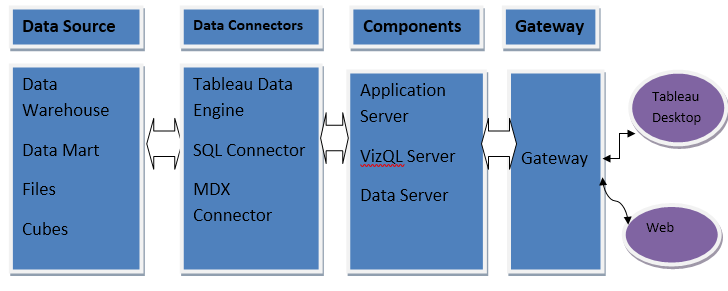 Data Source
Data Connectors
Components
Gateway
Data
Warehouse
Data Mart
Files
Cubes
Tableau Data
Engine
SQL Connector
MDX
Connector
Application
Server
VizQL Server
Data Server
Gateway
Tableau
Desktop
Web